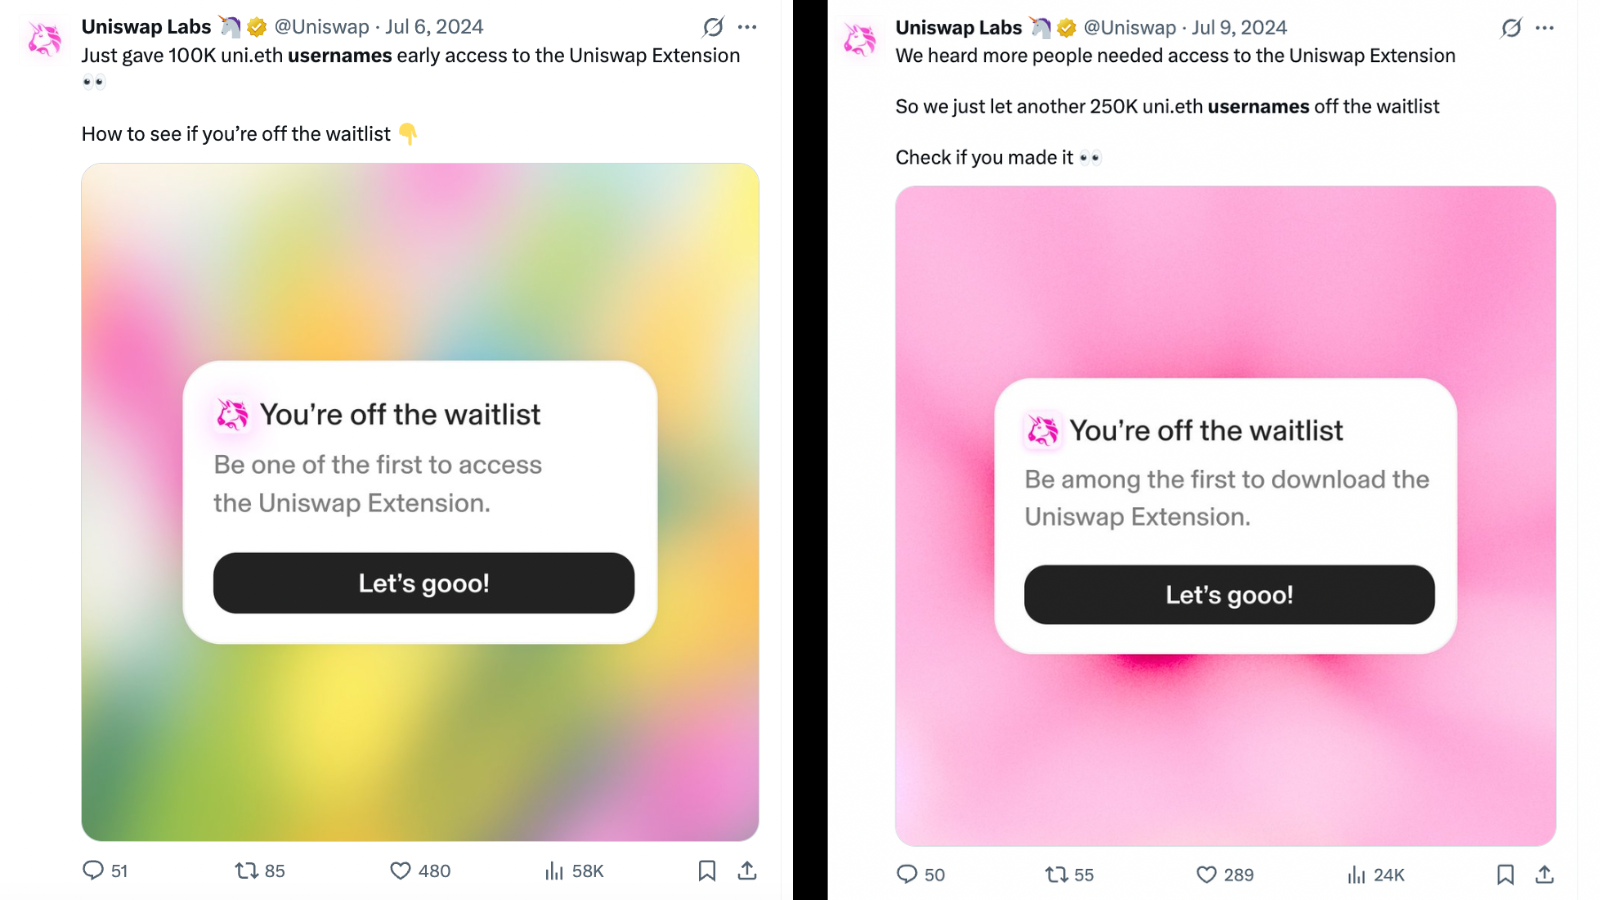 Uniswap Labs 🦄 @Uniswap · Jul 6, 2024
Just gave 100K uni.eth usernames early access to the Uniswap Extension
👀
How to see if you’re off the waitlist 👇
You’re off the waitlist
Be one of the first to access
the Uniswap Extension.
Let’s gooo!
51 85 480 58K
Uniswap Labs 🦄 @Uniswap · Jul 9, 2024
We heard more people needed access to the Uniswap Extension
So we just let another 250K uni.eth usernames off the waitlist
Check if you made it 👀
You’re off the waitlist
Be among the first to download the
Uniswap Extension.
Let’s gooo!
50 55 289 24K